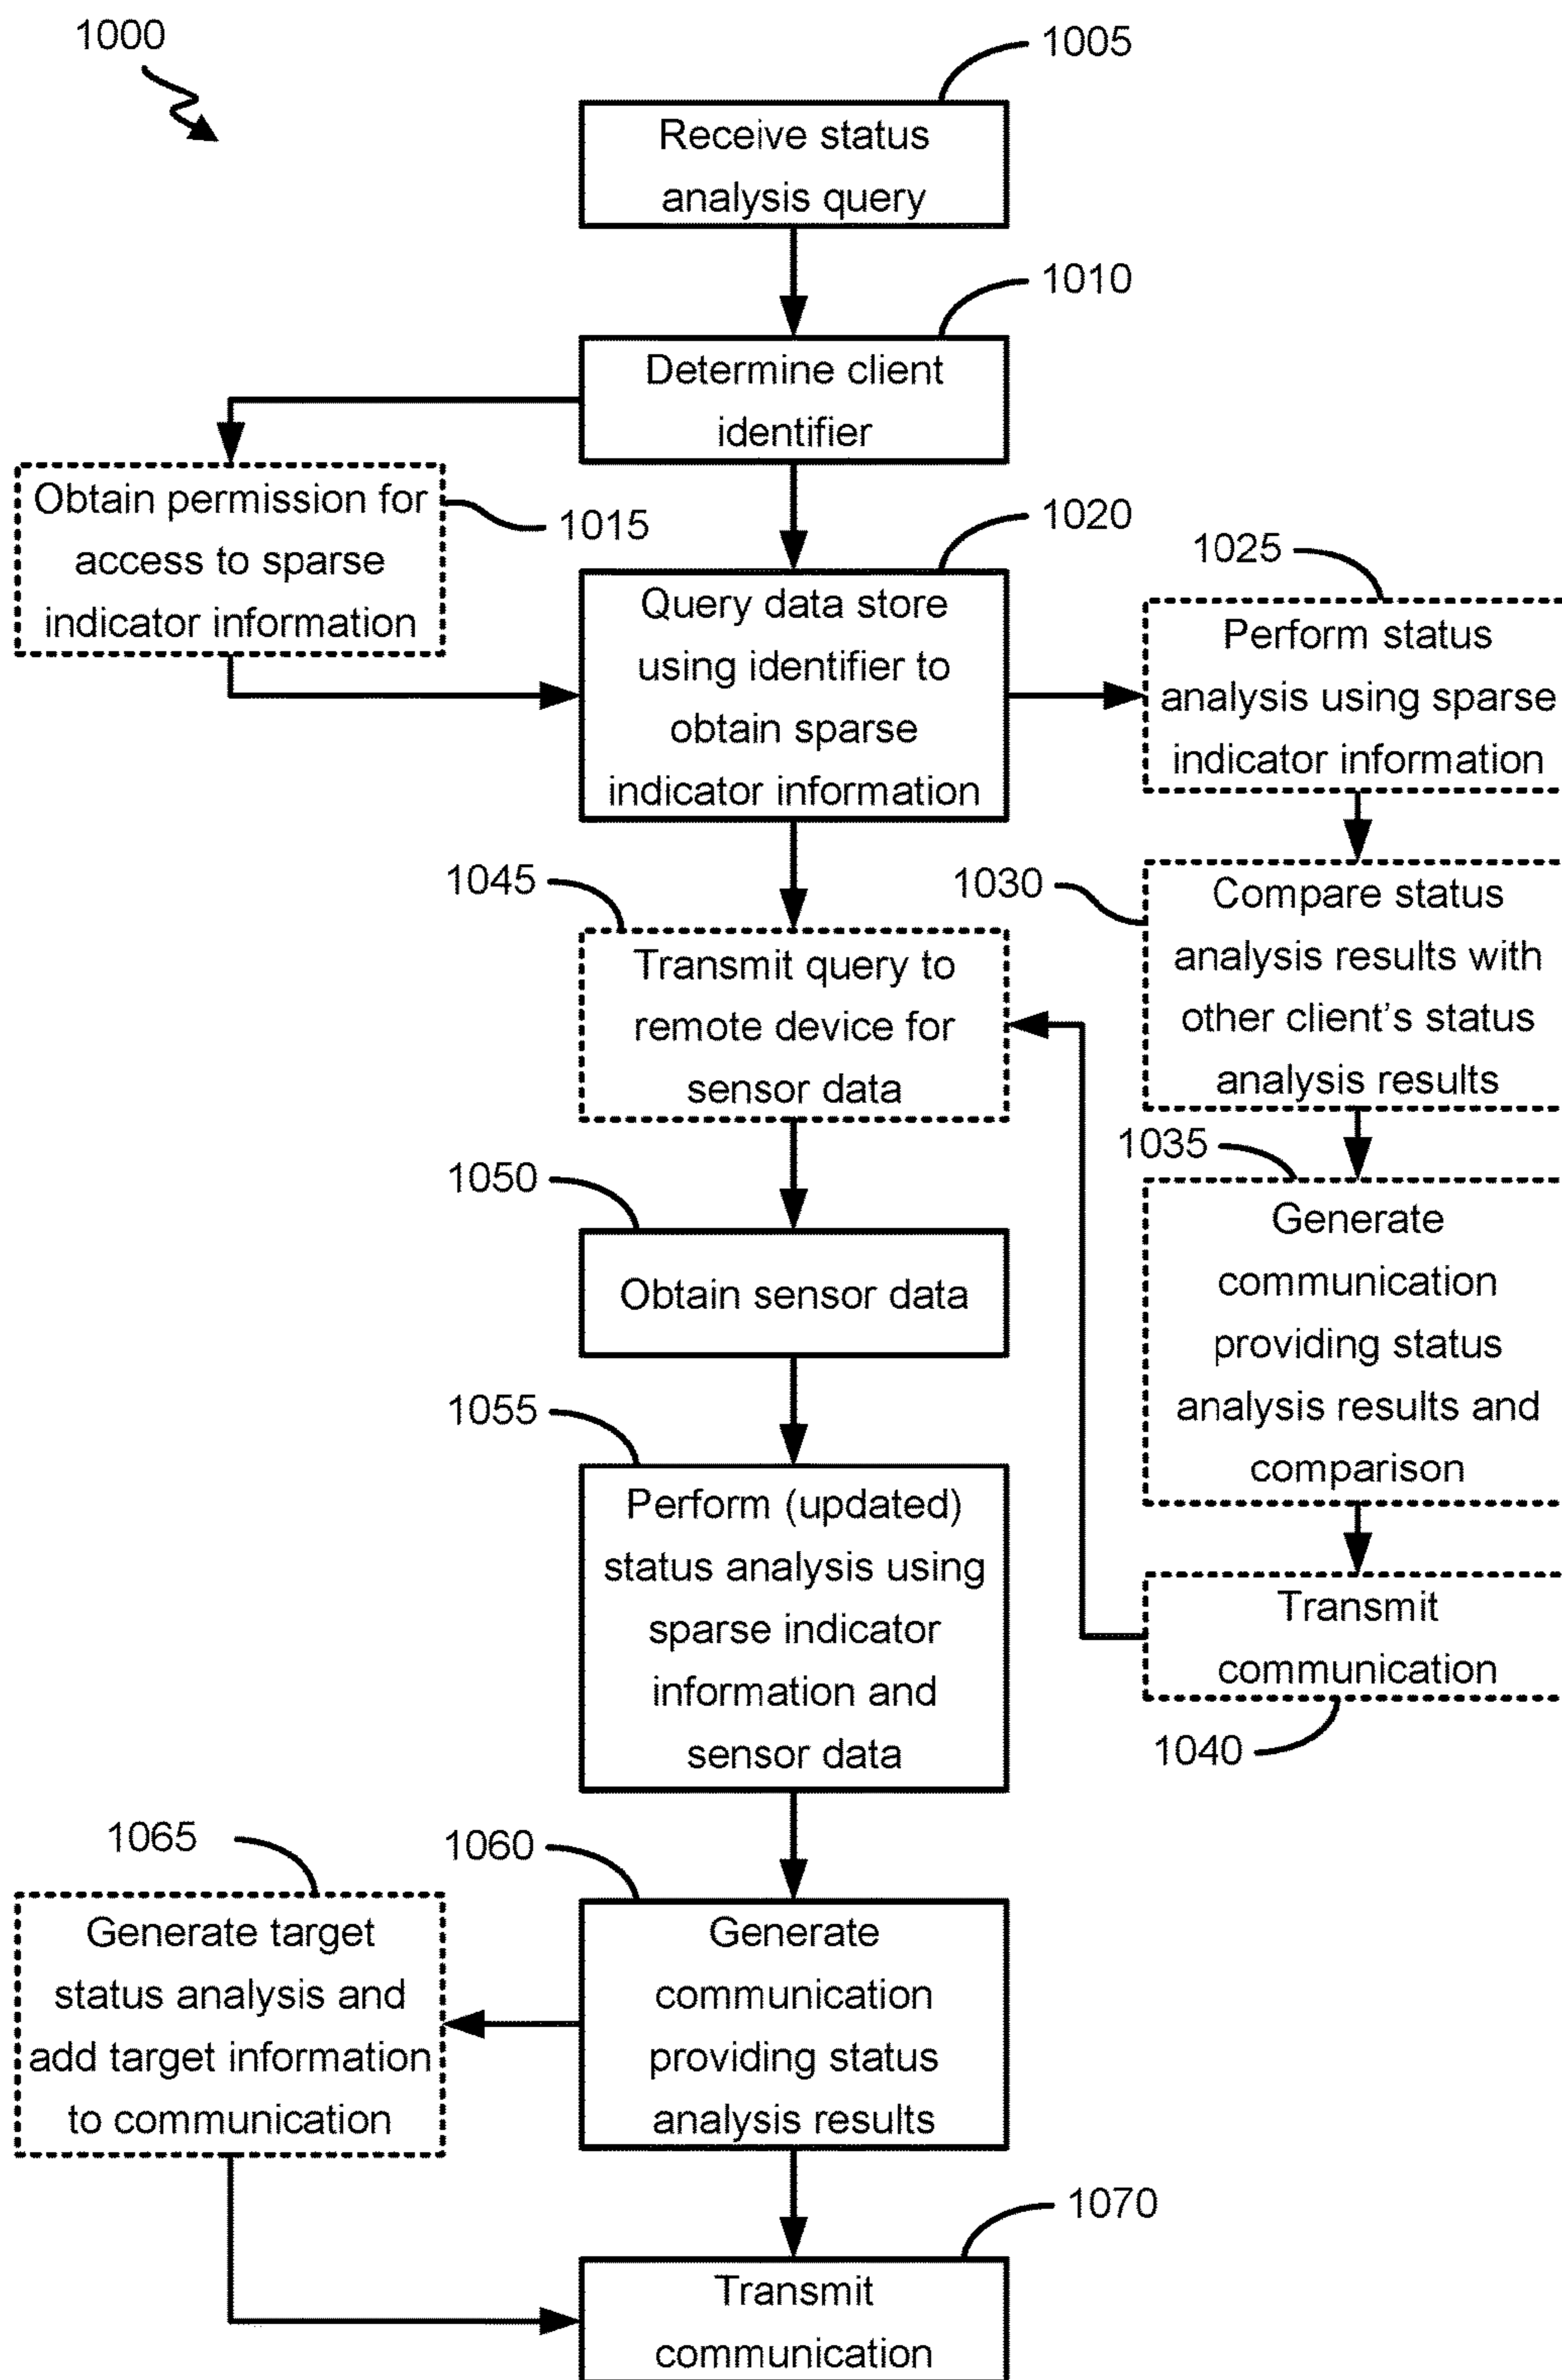 1000
1005
Receive status
analysis query
1010
Determine client
identifier
Obtain permission for
access to sparse
indicator information
1015
1020
Query data store
using identifier to
obtain sparse
indicator information
1025
Perform status
analysis using sparse
indicator information
1030
Compare status
analysis results with
other client's status
analysis results
1035
Generate
communication
providing status
analysis results and
comparison
Transmit
communication
1040
1045
Transmit query to
remote device for
sensor data
1050
Obtain sensor data
1055
Perform (updated)
status analysis using
sparse indicator
information and
sensor data
1060
Generate
communication
providing status
analysis results
1065
Generate target
status analysis and
add target information
to communication
1070
Transmit
communication